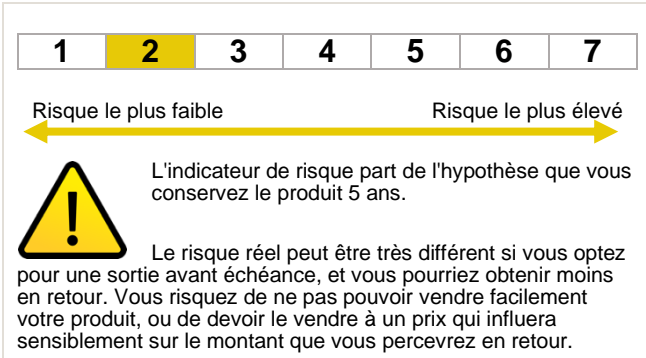 1 2 3 4 5 6 7
Risque le plus faible Risque le plus élevé
L'indicateur de risque part de l'hypothèse que vous
conservez le produit 5 ans.
Le risque réel peut être très différent si vous optez
pour une sortie avant échéance, et vous pourriez obtenir moins
en retour. Vous risquez de ne pas pouvoir vendre facilement
votre produit, ou de devoir le vendre à un prix qui influera
sensiblement sur le montant que vous percevrez en retour.